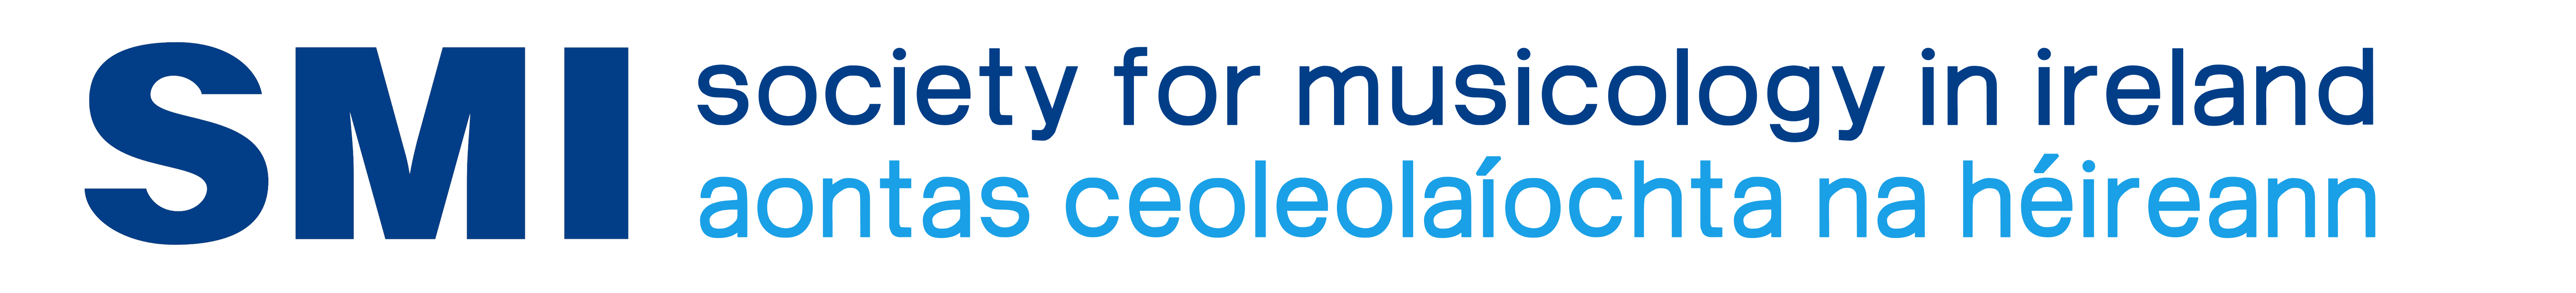 SMI
society for musicology in ireland
aontas ceoleolaíochta na héireann